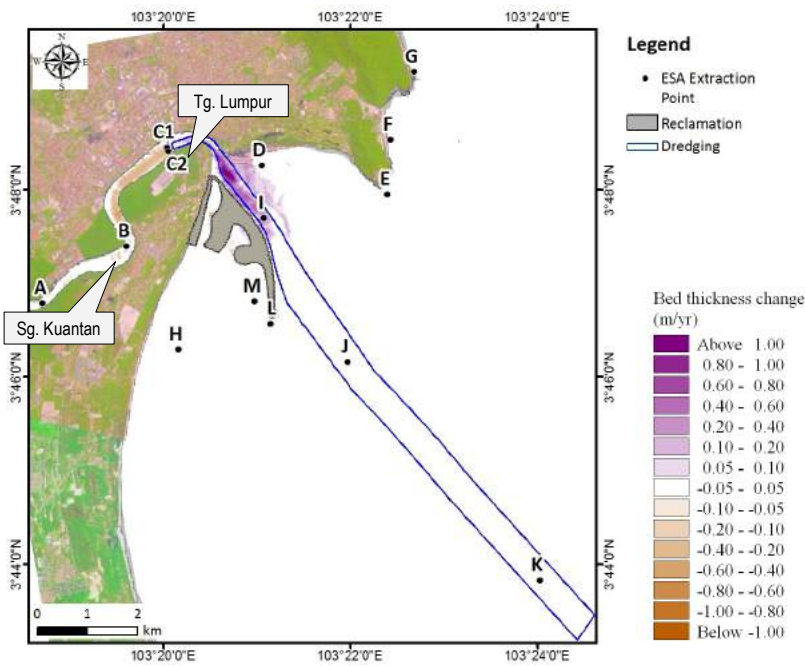 103°20'0"E
103°22'0"E
103°24'0"E
N
W
E
S
G
Tg. Lumpur
F
C1
C2
D
E
3°48'0"N
3°48'0"N
I
B
A
M
L
Sg. Kuantan
H
J
3°46'0"N
3°46'0"N
K
3°44'0"N
3°44'0"N
0 1 2
km
103°20'0"E
103°22'0"E
103°24'0"E
Legend
ESA Extraction
Point
Reclamation
Dredging
Bed thickness change
(m/yr)
Above 1.00
0.80 - 1.00
0.60 - 0.80
0.40 - 0.60
0.20 - 0.40
0.10 - 0.20
0.05 - 0.10
-0.05 - 0.05
-0.10 - -0.05
-0.20 - -0.10
-0.40 - -0.20
-0.60 - -0.40
-0.80 - -0.60
-1.00 - -0.80
Below -1.00